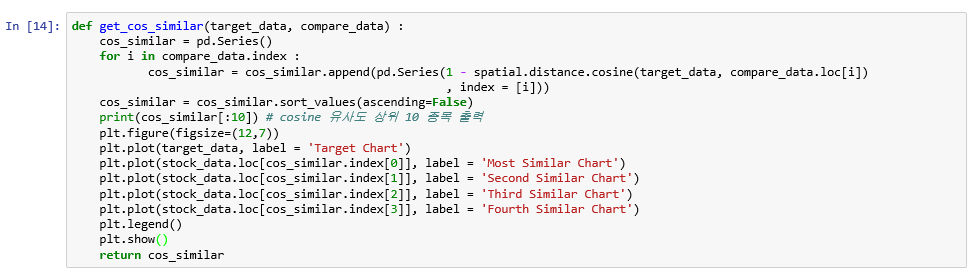 In [14]: def get_cos_similar(target_data, compare_data) :
    cos_similar = pd.Series()
    for i in compare_data.index :
           cos_similar = cos_similar.append(pd.Series(1 - spatial.distance.cosine(target_data, compare_data.loc[i])
                                                      , index = [i]))
    cos_similar = cos_similar.sort_values(ascending=False)
    print(cos_similar[:10]) # cosine 유사도 상위 10 종목 출력
    plt.figure(figsize=(12,7))
    plt.plot(target_data, label = 'Target Chart')
    plt.plot(stock_data.loc[cos_similar.index[0]], label = 'Most Similar Chart')
    plt.plot(stock_data.loc[cos_similar.index[1]], label = 'Second Similar Chart')
    plt.plot(stock_data.loc[cos_similar.index[2]], label = 'Third Similar Chart')
    plt.plot(stock_data.loc[cos_similar.index[3]], label = 'Fourth Similar Chart')
    plt.legend()
    plt.show()
    return cos_similar